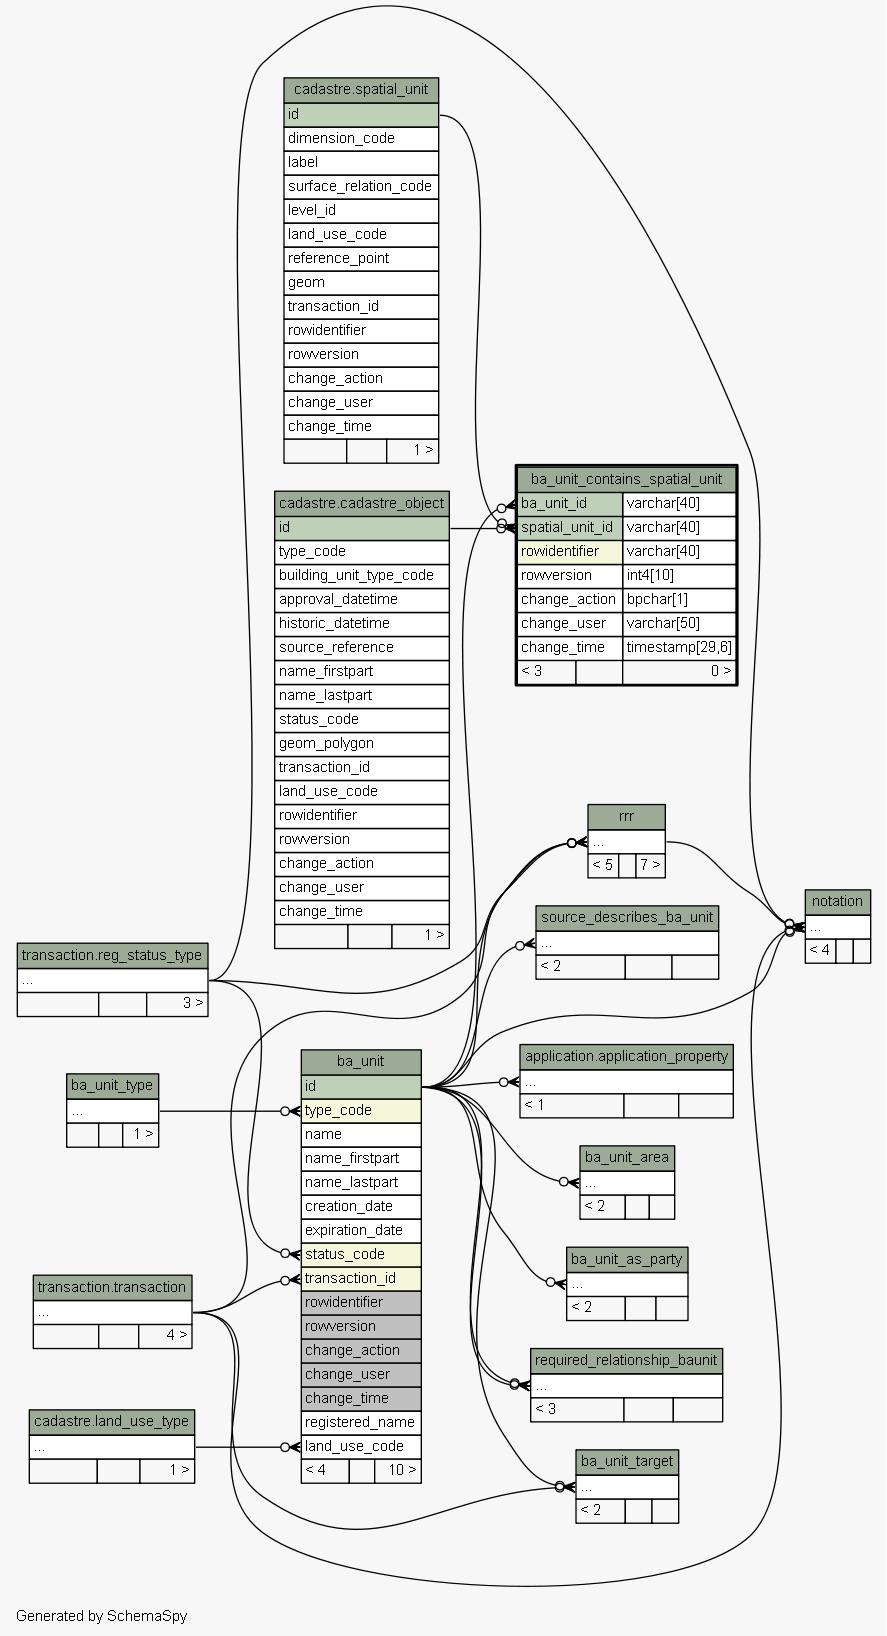 cadastre.spatial_unit
id
dimension_code
label
surface_relation_code
level_id
land_use_code
reference_point
geom
transaction_id
rowidentifier
rowversion
change_action
change_user
change_time
1 >
ba_unit_contains_spatial_unit
ba_unit_id varchar[40]
spatial_unit_id varchar[40]
rowidentifier varchar[40]
rowversion int4[10]
change_action bpchar[1]
change_user varchar[50]
change_time timestamp[29,6]
< 3 0 >
cadastre.cadastre_object
id
type_code
building_unit_type_code
approval_datetime
historic_datetime
source_reference
name_firstpart
name_lastpart
status_code
geom_polygon
transaction_id
land_use_code
rowidentifier
rowversion
change_action
change_user
change_time
1 >
rrr
...
< 5 7 >
notation
...
< 4
source_describes_ba_unit
...
< 2
transaction.reg_status_type
...
3 >
application.application_property
...
< 1
ba_unit_type
...
1 >
ba_unit
id
type_code
name
name_firstpart
name_lastpart
creation_date
expiration_date
status_code
transaction_id
rowidentifier
rowversion
change_action
change_user
change_time
registered_name
land_use_code
< 4 10 >
ba_unit_area
...
< 2
ba_unit_as_party
...
< 2
transaction.transaction
...
4 >
required_relationship_baunit
...
< 3
cadastre.land_use_type
...
1 >
ba_unit_target
...
< 2
Generated by SchemaSpy